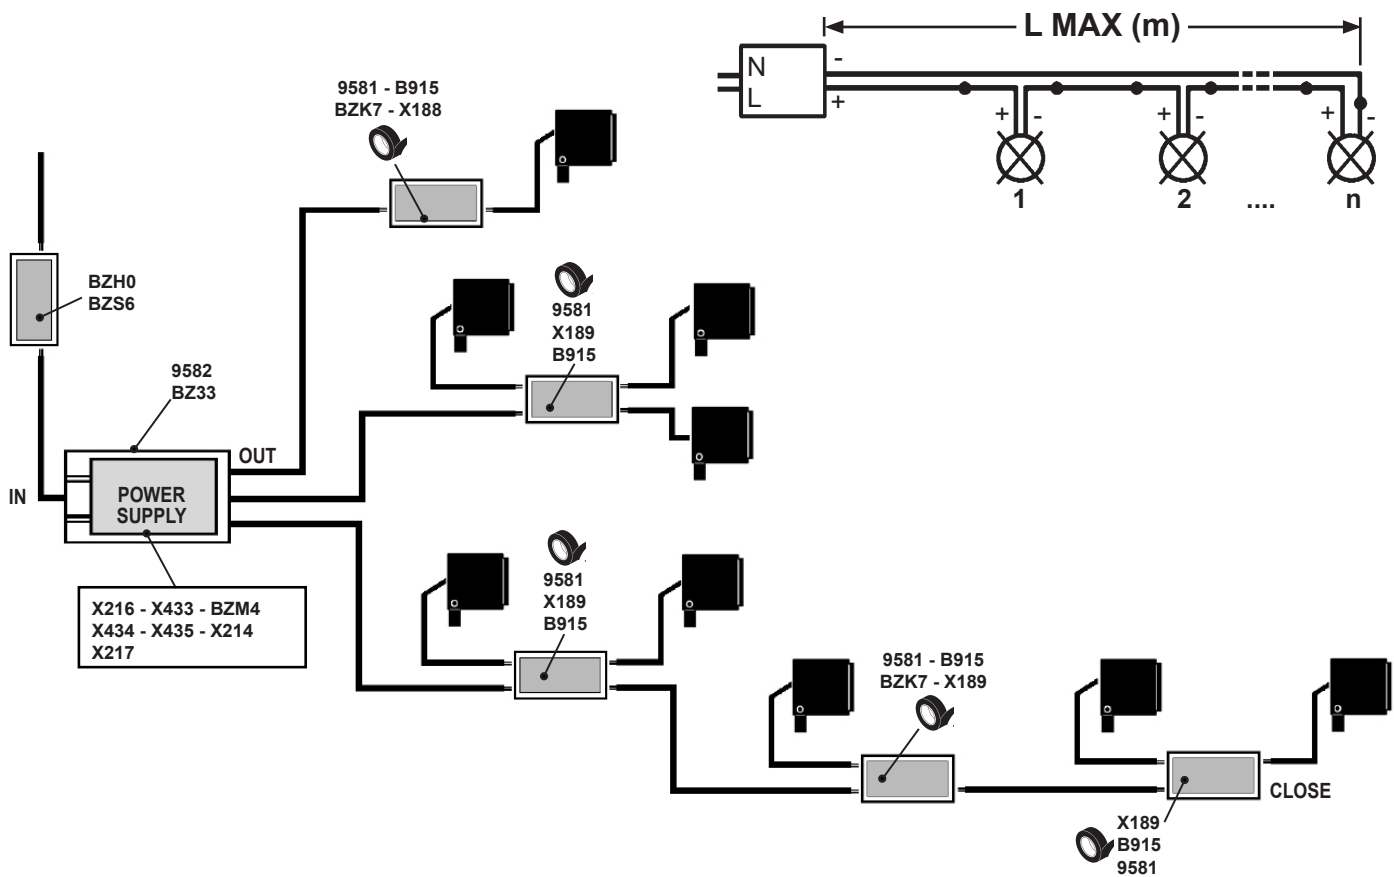 L MAX (m)
N
L
-
+
+
-
+
-
+
-
1
2
....
n
9581 - B915
BZK7 - X188
BZH0
BZS6
9581
X189
B915
9582
BZ33
OUT
IN
POWER
SUPPLY
X216 - X433 - BZM4
X434 - X435 - X214
X217
9581
X189
B915
9581 - B915
BZK7 - X189
CLOSE
X189
B915
9581